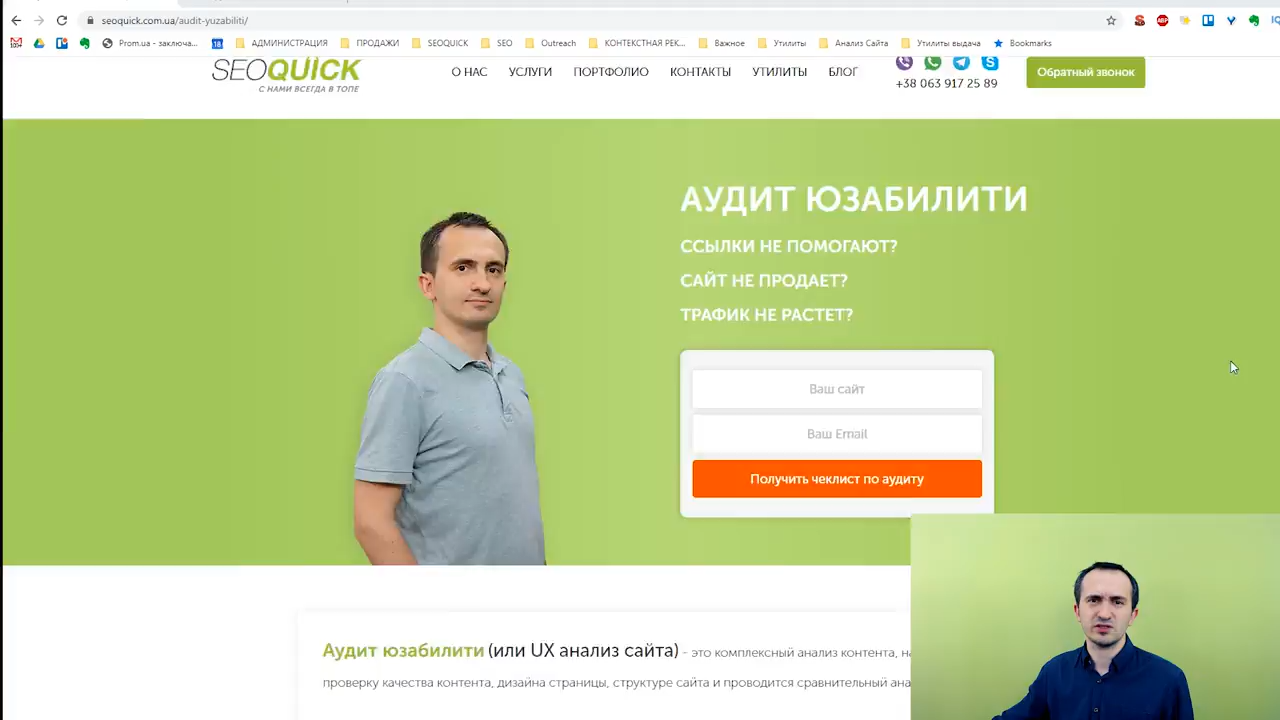 seoquick.com.ua/audit-yuzabiliti/
ABP
IQ
Prom.ua - заключа...
18
АДМИНИСТРАЦИЯ
ПРОДАЖИ
SEOQUICK
SEO
Outreach
КОНТЕКСТНАЯ РЕК...
Важное
Утилиты
Анализ Сайта
Утилиты выдача
Bookmarks
SEOQUICK
С НАМИ ВСЕГДА В ТОПЕ
О НАС
УСЛУГИ
ПОРТФОЛИО
КОНТАКТЫ
УТИЛИТЫ
БЛОГ
+38 063 917 25 89
Обратный звонок
АУДИТ ЮЗАБИЛИТИ
ССЫЛКИ НЕ ПОМОГАЮТ?
САЙТ НЕ ПРОДАЕТ?
ТРАФИК НЕ РАСТЕТ?
Ваш сайт
Ваш Email
Получить чеклист по аудиту
Аудит юзабилити (или UX анализ сайта) - это комплексный анализ контента, на
проверку качества контента, дизайна страницы, структуре сайта и проводится сравнительный ана